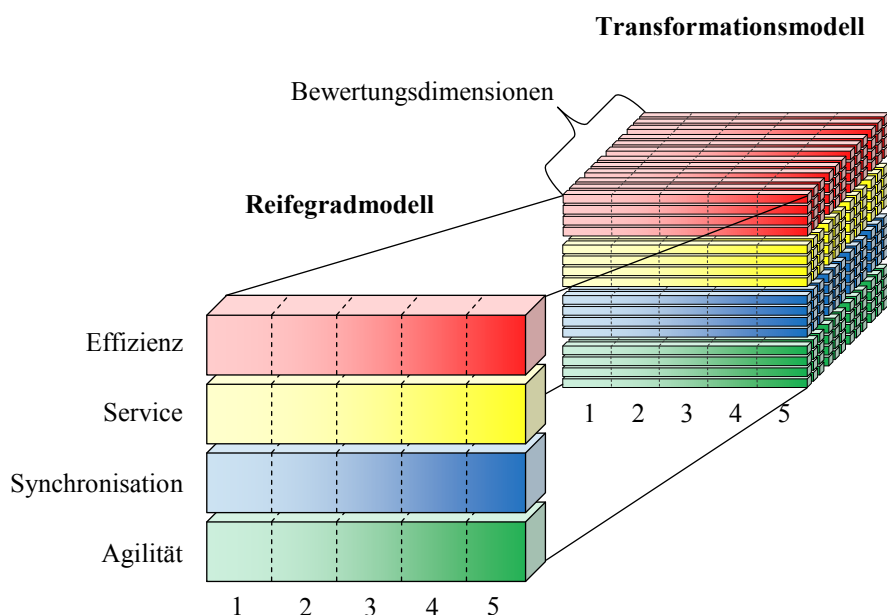 Transformationsmodell
Bewertungsdimensionen
Reifegradmodell
Effizienz
Service
Synchronisation
Agilität
1 2 3 4 5
1 2 3 4 5